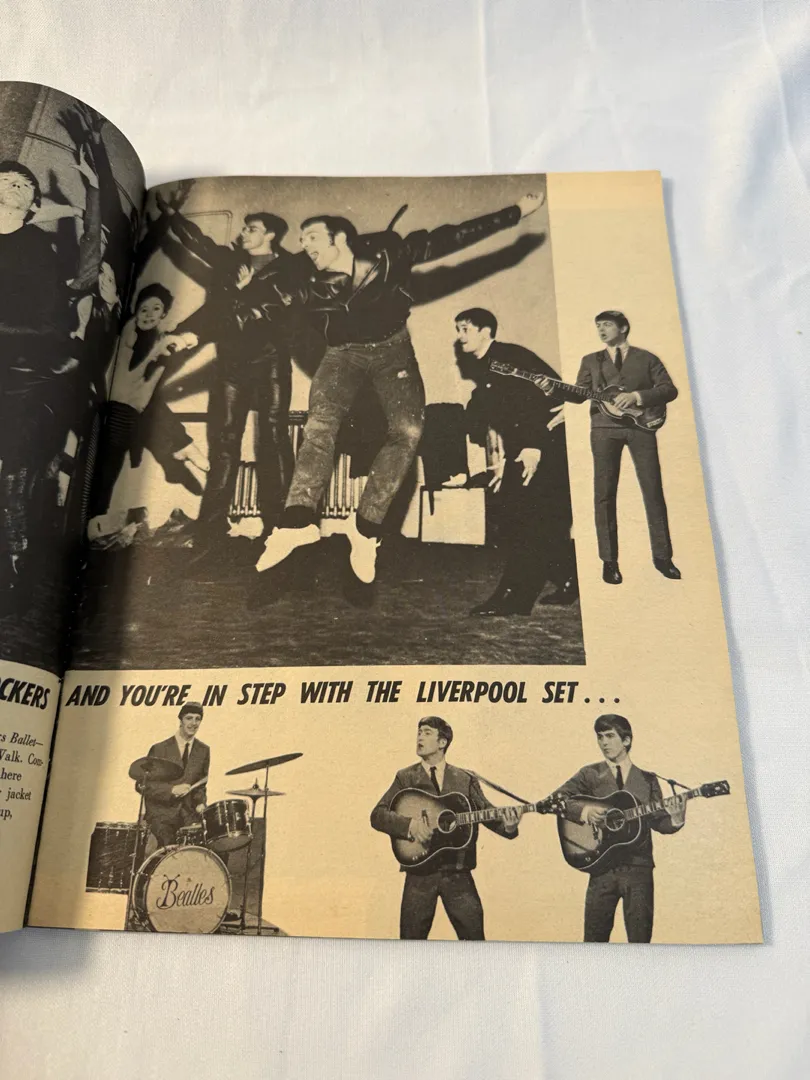 CKERS AND YOU'RE IN STEP WITH THE LIVERPOOL SET...
s Ballet—
Walk. Com-
here
jacket
up,
Beatles